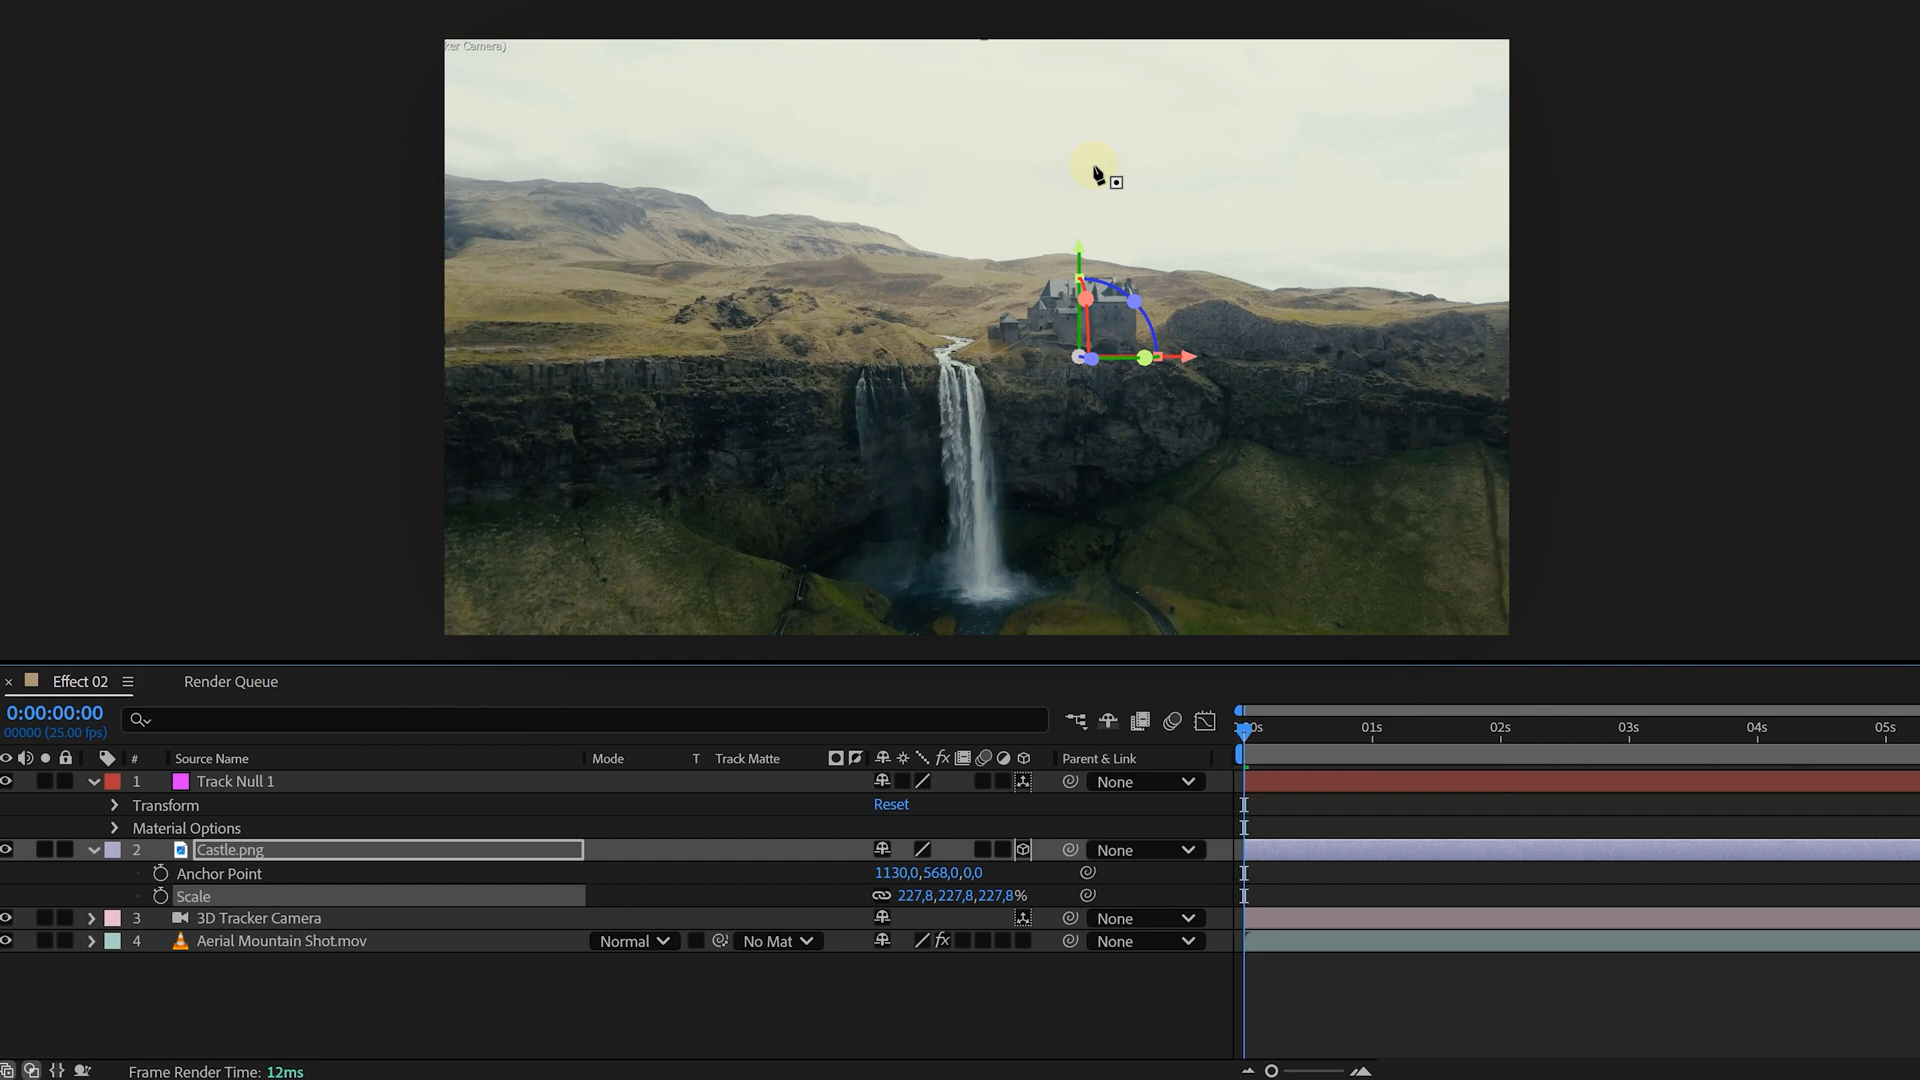 ker Camera)
× Effect 02 Render Queue
0:00:00:00
00000 (25.00 fps)
# Source Name Mode T Track Matte fx Parent & Link
01s 02s 03s 04s 05s
1 Track Null 1 None
Transform Reset
Material Options
2 Castle.png None
Anchor Point 1130,0,568,0,0,0
Scale 227,8,227,8,227,8%
3 3D Tracker Camera None
4 Aerial Mountain Shot.mov Normal No Mat fx None
Frame Render Time: 12ms